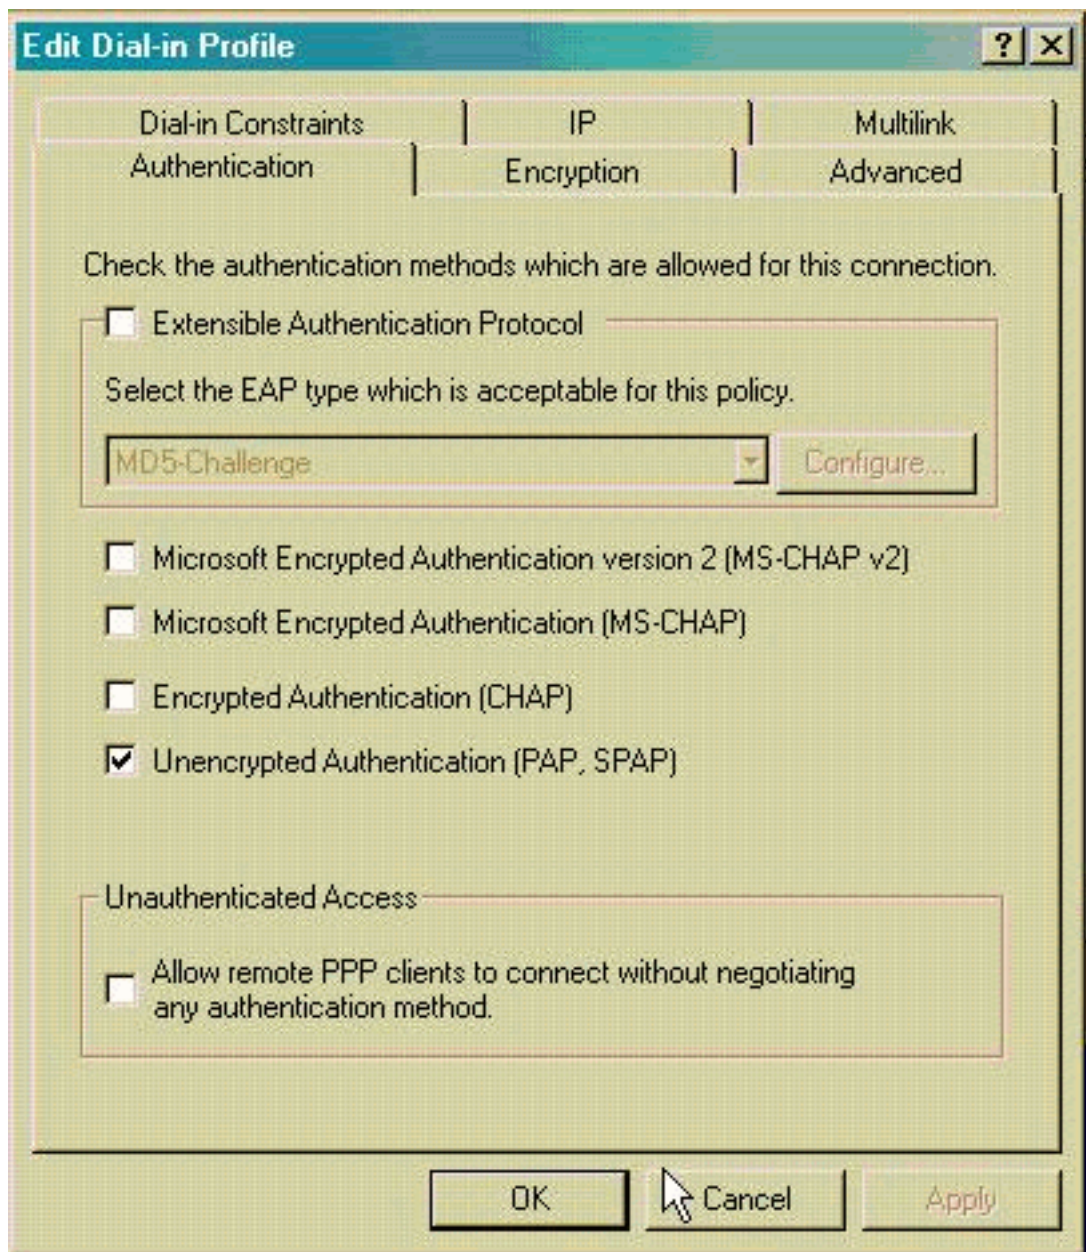 Edit Dial-in Profile
?
Dial-in Constraints
IP
Multilink
Authentication
Encryption
Advanced
Check the authentication methods which are allowed for this connection.
Extensible Authentication Protocol
Select the EAP type which is acceptable for this policy.
MD5-Challenge
Configure...
Microsoft Encrypted Authentication version 2 (MS-CHAP v2)
Microsoft Encrypted Authentication (MS-CHAP)
Encrypted Authentication (CHAP)
Unencrypted Authentication (PAP, SPAP)
Unauthenticated Access
Allow remote PPP clients to connect without negotiating
any authentication method.
OK
Cancel
Apply